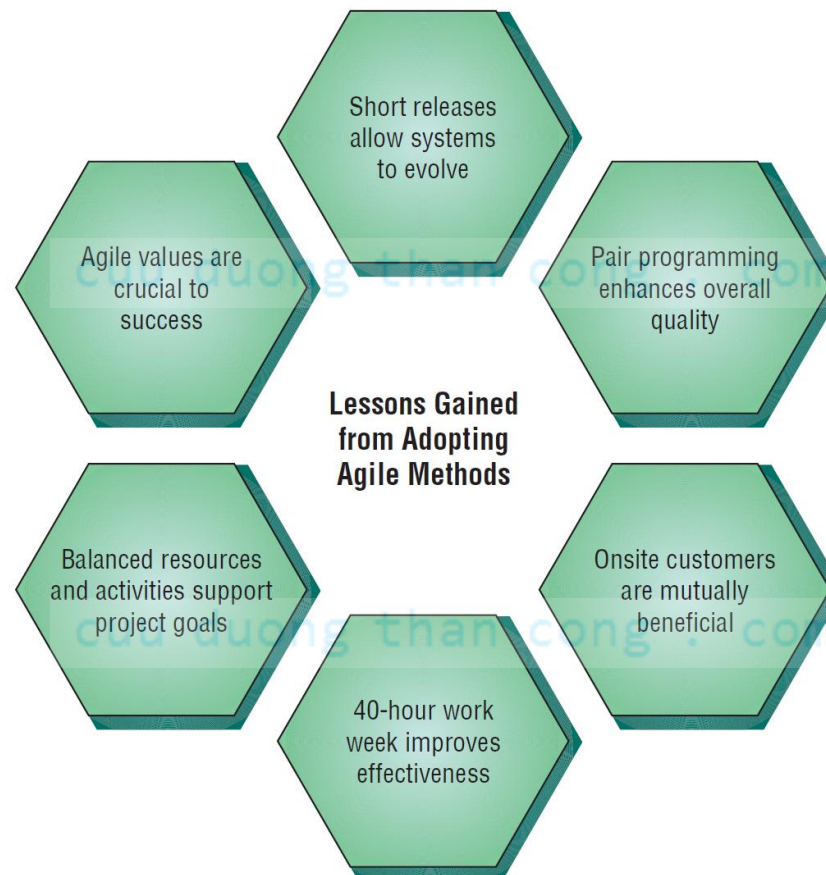 Short releases
allow systems
to evolve
Agile values are
crucial to
success
Pair programming
enhances overall
quality
cuu duong than cong . com
Lessons Gained
from Adopting
Agile Methods
Balanced resources
and activities support
project goals
Onsite customers
are mutually
beneficial
cuu duong than cong . com
40-hour work
week improves
effectiveness